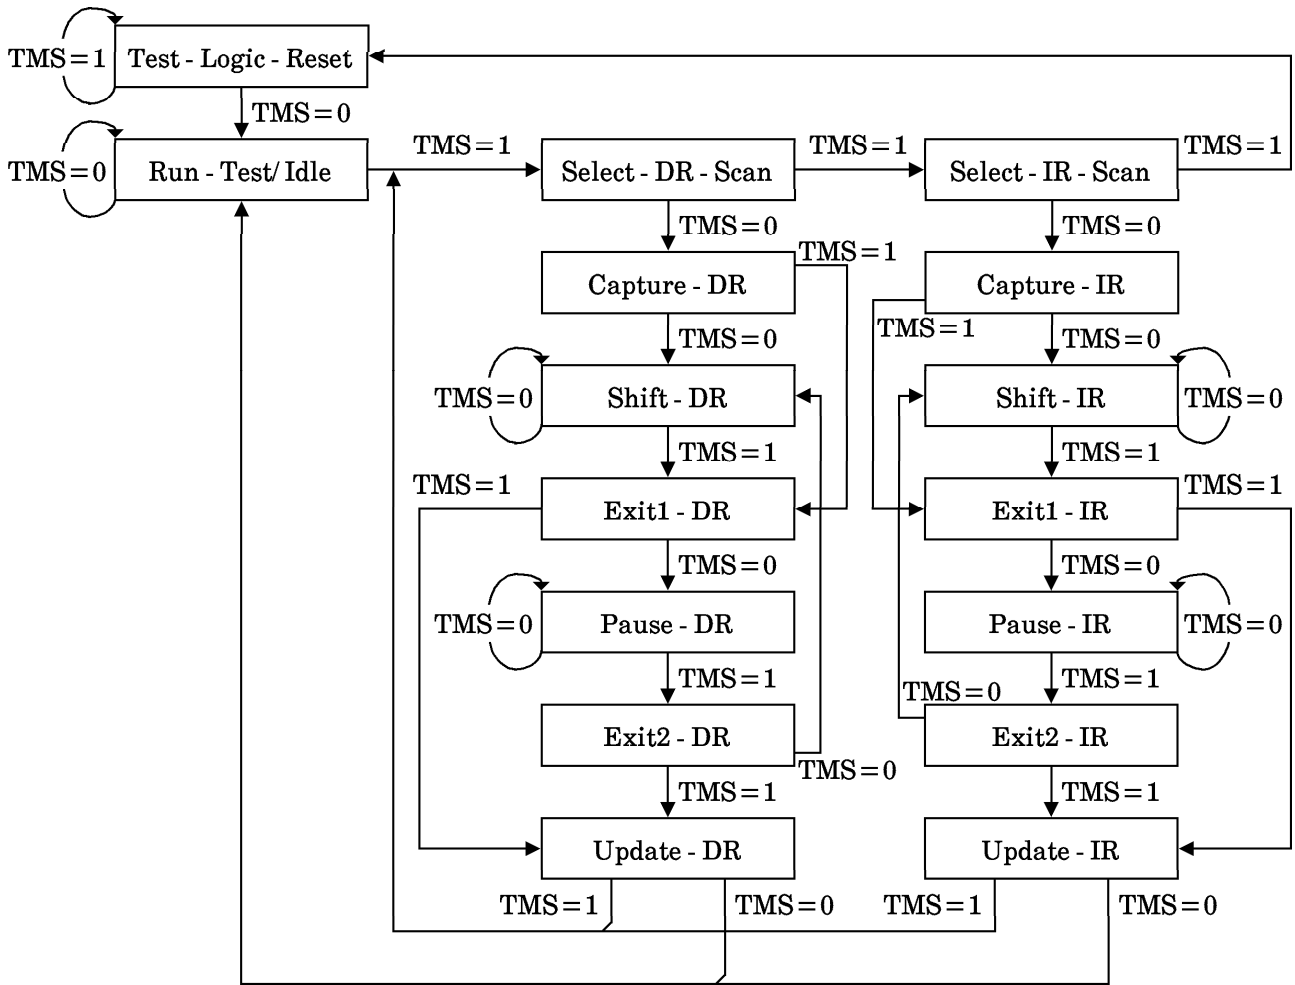 TMS=1
Test - Logic - Reset
TMS=0
TMS=0
Run - Test/ Idle
TMS=1
Select - DR - Scan
TMS=1
Select - IR - Scan
TMS=1
TMS=0
TMS=0
Capture - DR
TMS=1
Capture - IR
TMS=1
TMS=0
TMS=0
TMS=0
Shift - DR
Shift - IR
TMS=0
TMS=1
TMS=1
TMS=1
Exit1 - DR
Exit1 - IR
TMS=1
TMS=0
TMS=0
TMS=0
Pause - DR
Pause - IR
TMS=0
TMS=1
TMS=1
TMS=0
Exit2 - DR
TMS=0
Exit2 - IR
TMS=1
TMS=1
Update - DR
Update - IR
TMS=1
TMS=0
TMS=1
TMS=0